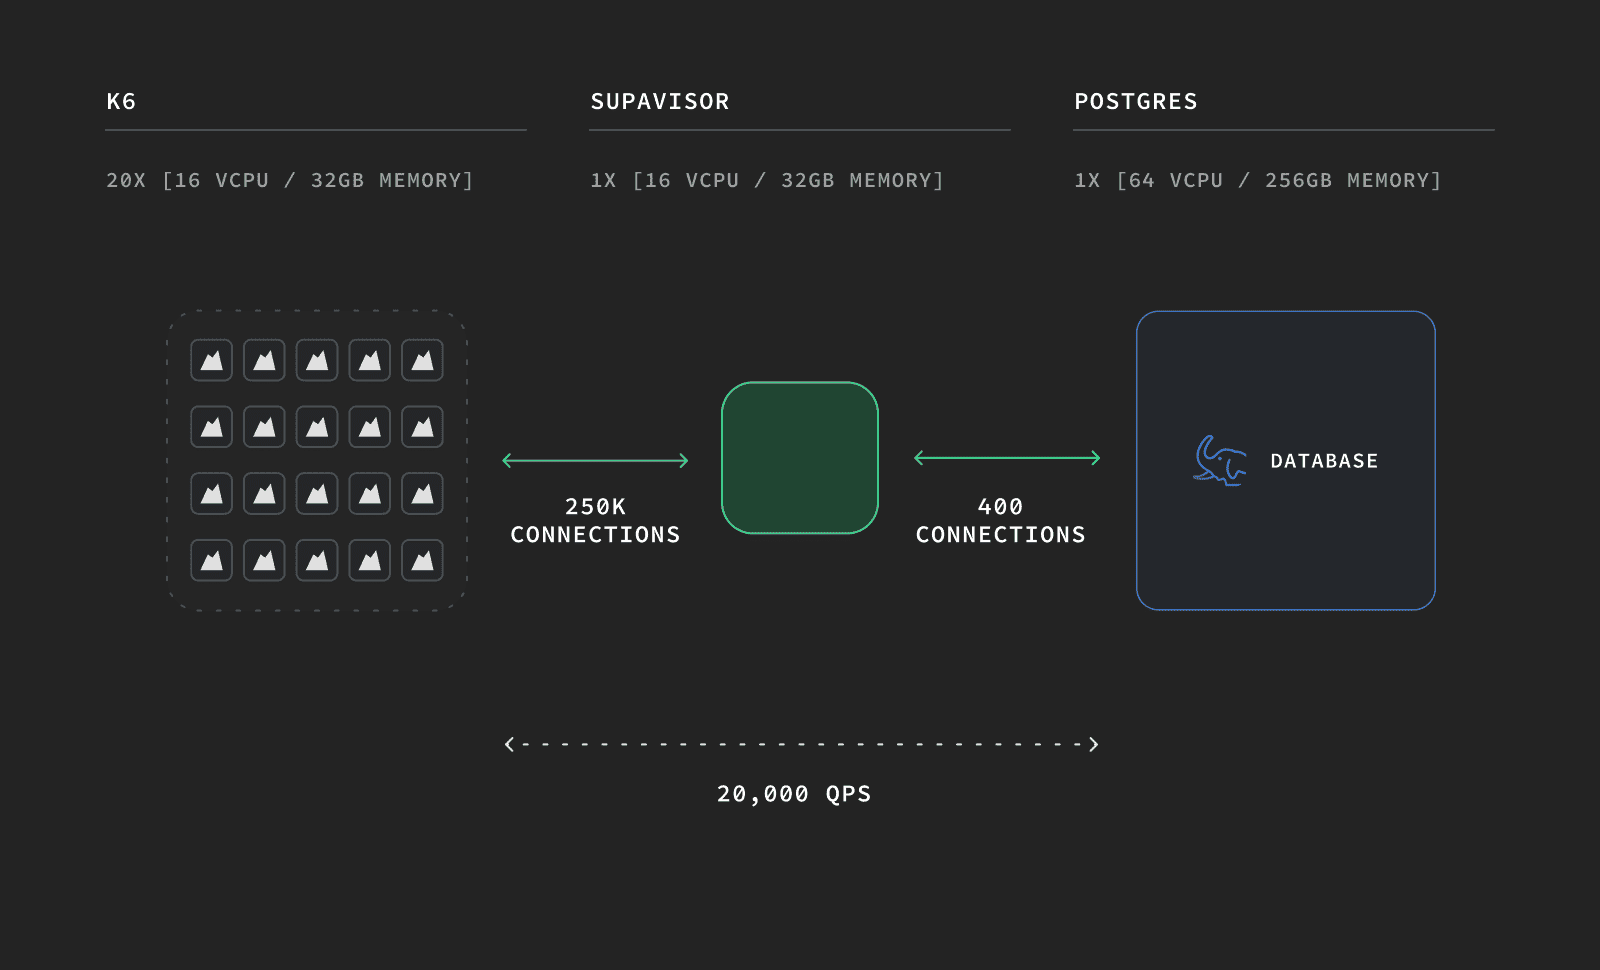 K6
SUPAVISOR
POSTGRES
20X [16 VCPU / 32GB MEMORY]
1X [16 VCPU / 32GB MEMORY]
1X [64 VCPU / 256GB MEMORY]
250K
CONNECTIONS
400
CONNECTIONS
DATABASE
20,000 QPS